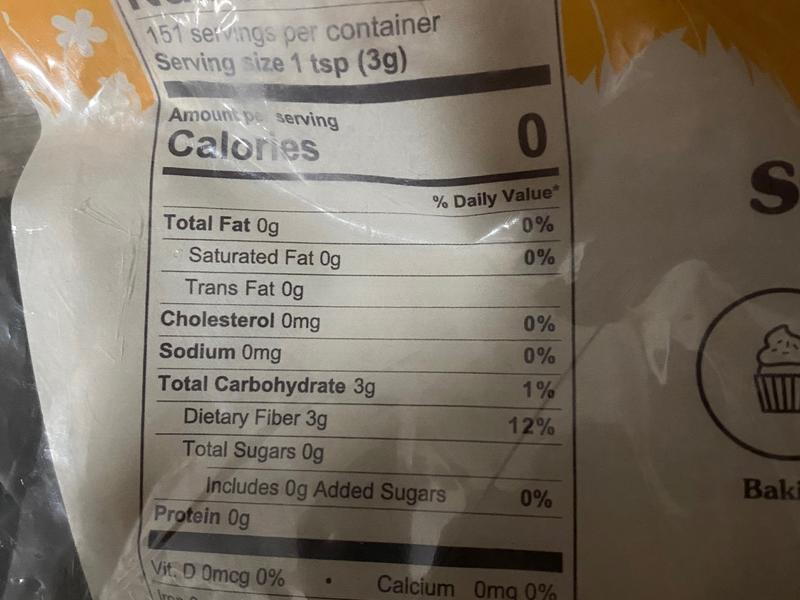 151 servings per container
Serving size 1 tsp (3g)
Amount pe serving
Calories 0
% Daily Value*
Total Fat 0g 0%
Saturated Fat 0g 0%
Trans Fat 0g
Cholesterol 0mg 0%
Sodium 0mg 0%
Total Carbohydrate 3g 1%
Dietary Fiber 3g 12%
Total Sugars 0g
Includes 0g Added Sugars 0%
Protein 0g
Vit. D 0mcg 0% • Calcium 0mg 0%
S
Baki